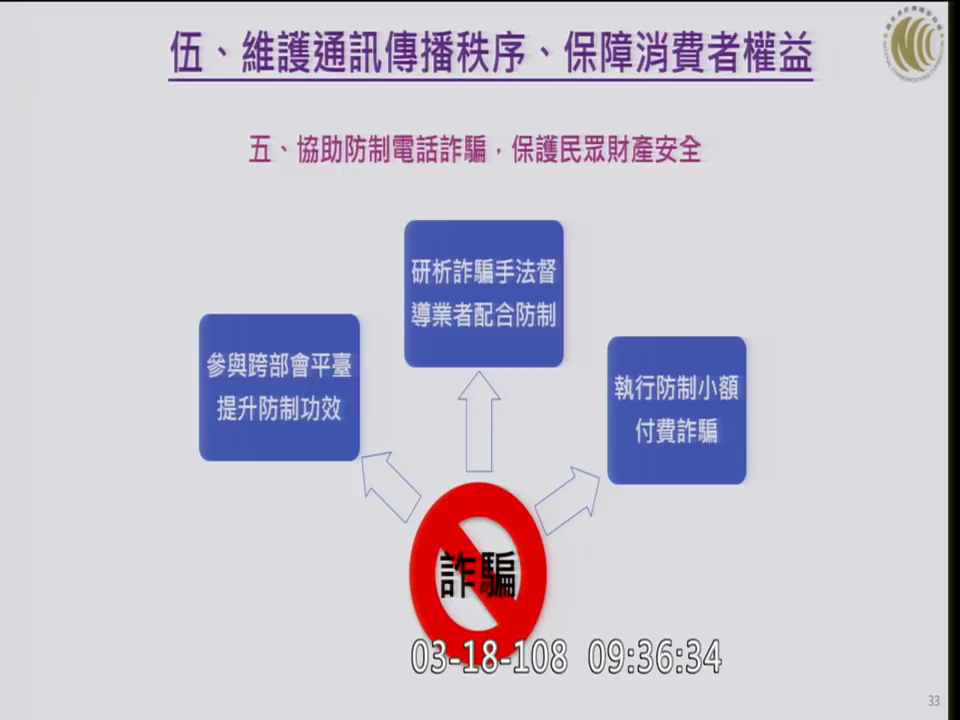 伍、維護通訊傳播秩序、保障消費者權益
五、協助防制電話詐騙，保護民眾財產安全
研析詐騙手法督
導業者配合防制
參與跨部會平臺
提升防制功效
執行防制小額
付費詐騙
詐騙
03-18-108 09:36:34
33